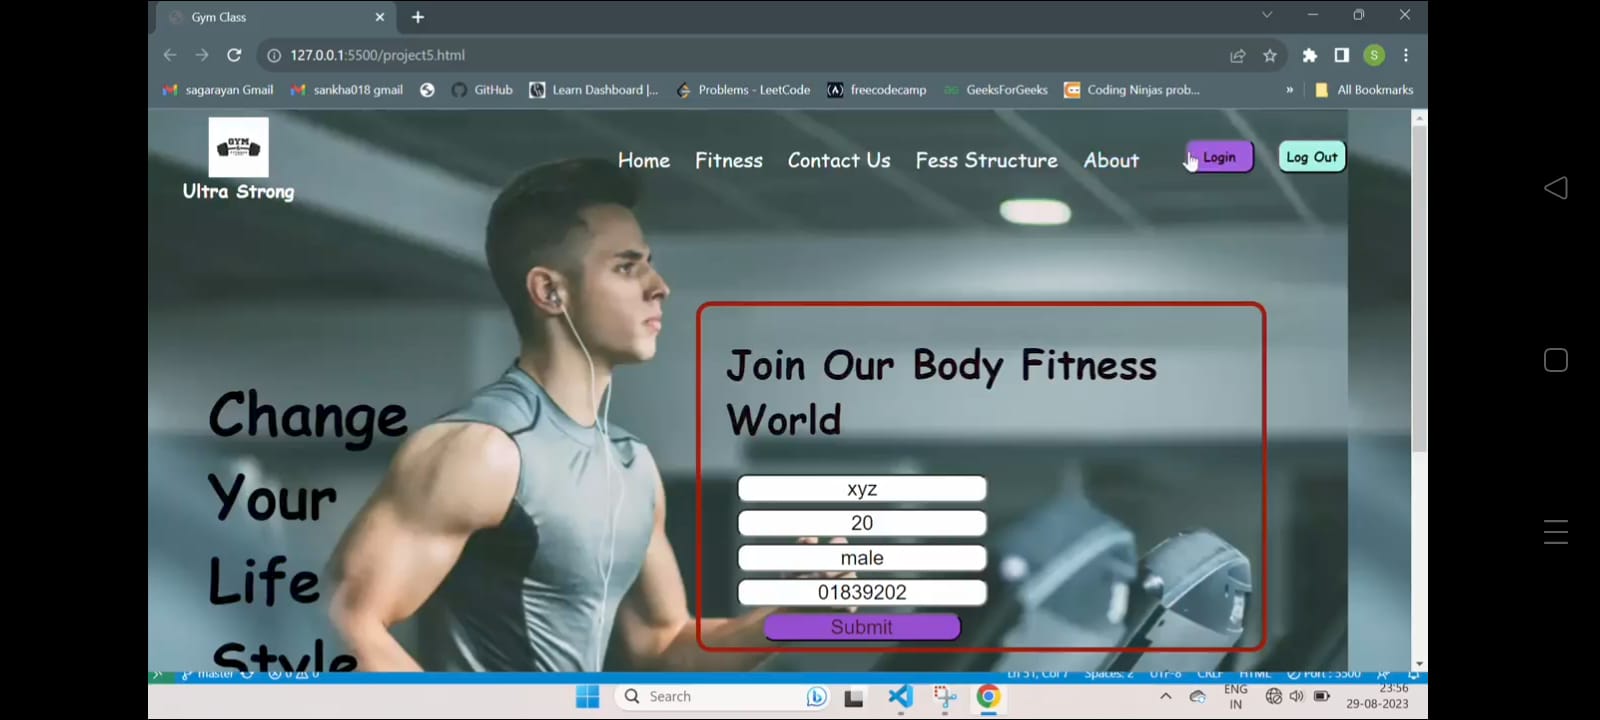 Gym Class
127.0.0.1:5500/project5.html
S
sagarayan Gmail
sankha018 gmail
GitHub
Learn Dashboard |...
Problems - LeetCode
freecodecamp
GeeksForGeeks
Coding Ninjas prob...
»
All Bookmarks
GYM
Ultra Strong
Home
Fitness
Contact Us
Fess Structure
About
Login
Log Out
Join Our Body Fitness
World
Change
Your
Life
Style
xyz
20
male
01839202
Submit
master
0
0
Ln 51, Col 7
Spaces: 2
UTF-8
CRLF
HTML
Port : 5500
Search
ENG
IN
23:56
29-08-2023